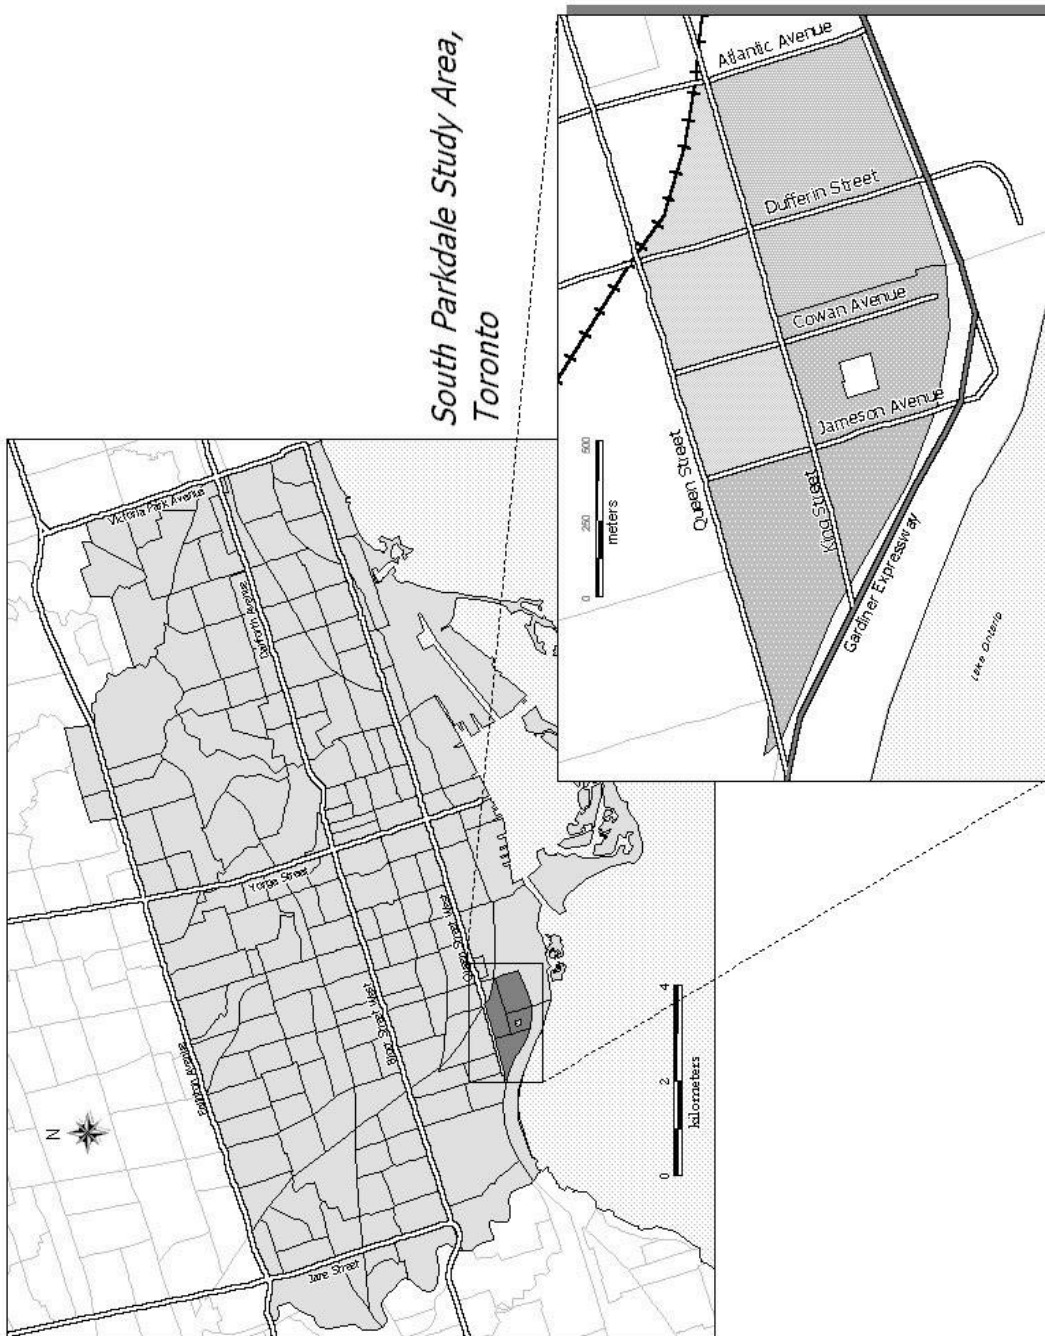 South Parkdale Study Area,
Toronto
Atlantic Avenue
Dufferin Street
Cowan Avenue
Jameson Avenue
Queen Street
King Street
Gardiner Expressway
Lake Ontario
0 250 500
meters
Victoria Park Avenue
Danforth Avenue
Yonge Street
Queen Street West
Bloor Street West
Eglinton Avenue
Jane Street
N
0 2 4
kilometers